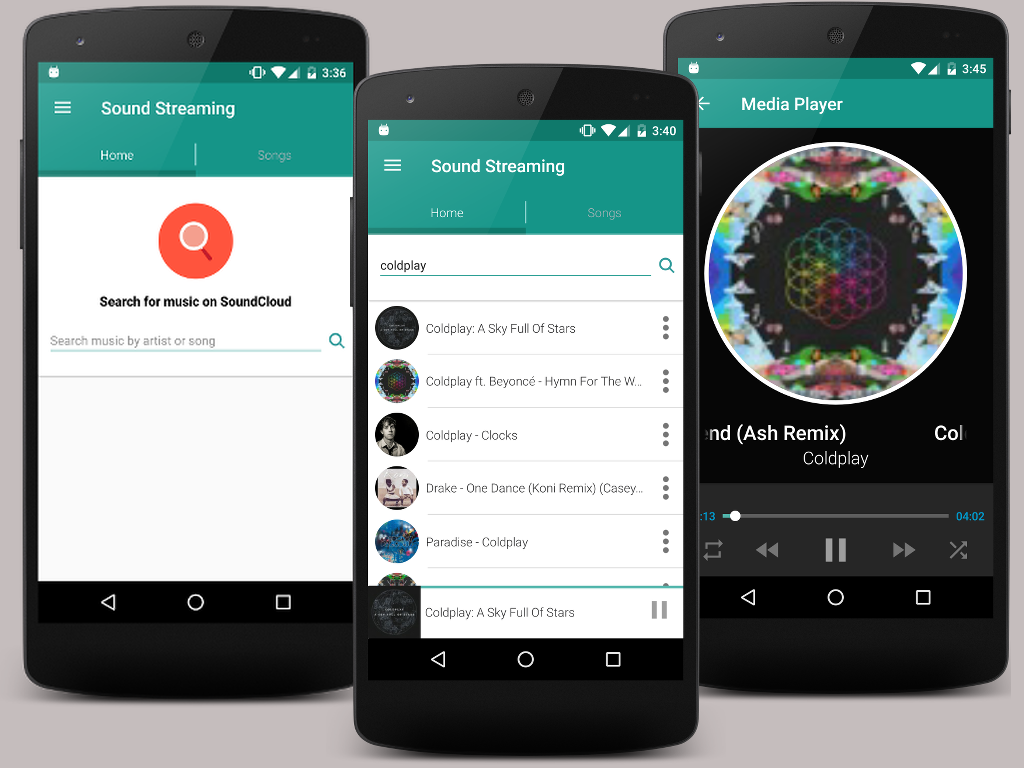 3:36
Sound Streaming
Home
Songs
Search for music on SoundCloud
Search music by artist or song
3:40
Sound Streaming
Home
Songs
coldplay
Coldplay: A Sky Full Of Stars
Coldplay ft. Beyoncé - Hymn For The W...
Coldplay - Clocks
Drake - One Dance (Koni Remix) (Casey...
Paradise - Coldplay
Coldplay: A Sky Full Of Stars
3:45
Media Player
end (Ash Remix)
Col
Coldplay
:13
04:02